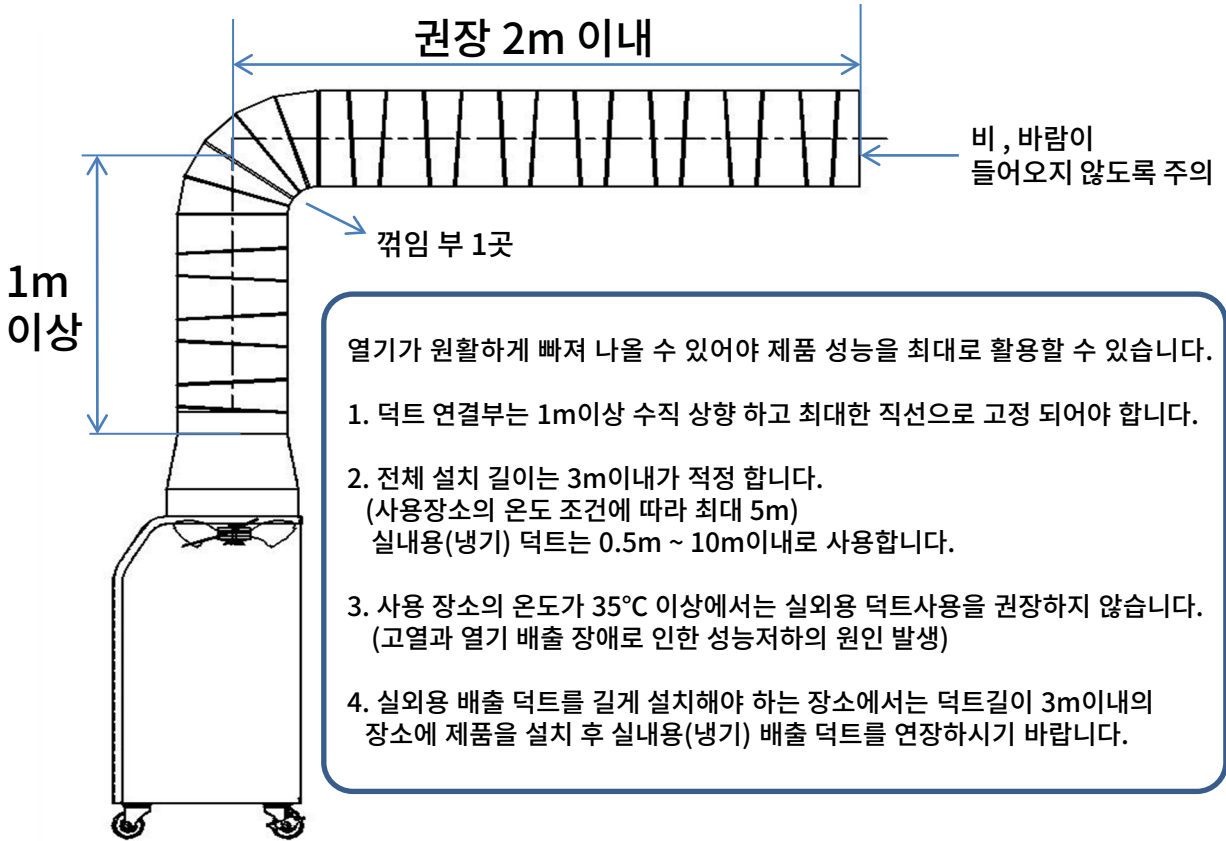 권장 2m 이내
비 , 바람이
들어오지 않도록 주의
꺾임 부 1곳
1m
이상
열기가 원활하게 빠져 나올 수 있어야 제품 성능을 최대로 활용할 수 있습니다.
1. 덕트 연결부는 1m이상 수직 상향 하고 최대한 직선으로 고정 되어야 합니다.
2. 전체 설치 길이는 3m이내가 적정 합니다.
(사용장소의 온도 조건에 따라 최대 5m)
실내용(냉기) 덕트는 0.5m ~ 10m이내로 사용합니다.
3. 사용 장소의 온도가 35℃ 이상에서는 실외용 덕트사용을 권장하지 않습니다.
(고열과 열기 배출 장애로 인한 성능저하의 원인 발생)
4. 실외용 배출 덕트를 길게 설치해야 하는 장소에서는 덕트길이 3m이내의
장소에 제품을 설치 후 실내용(냉기) 배출 덕트를 연장하시기 바랍니다.